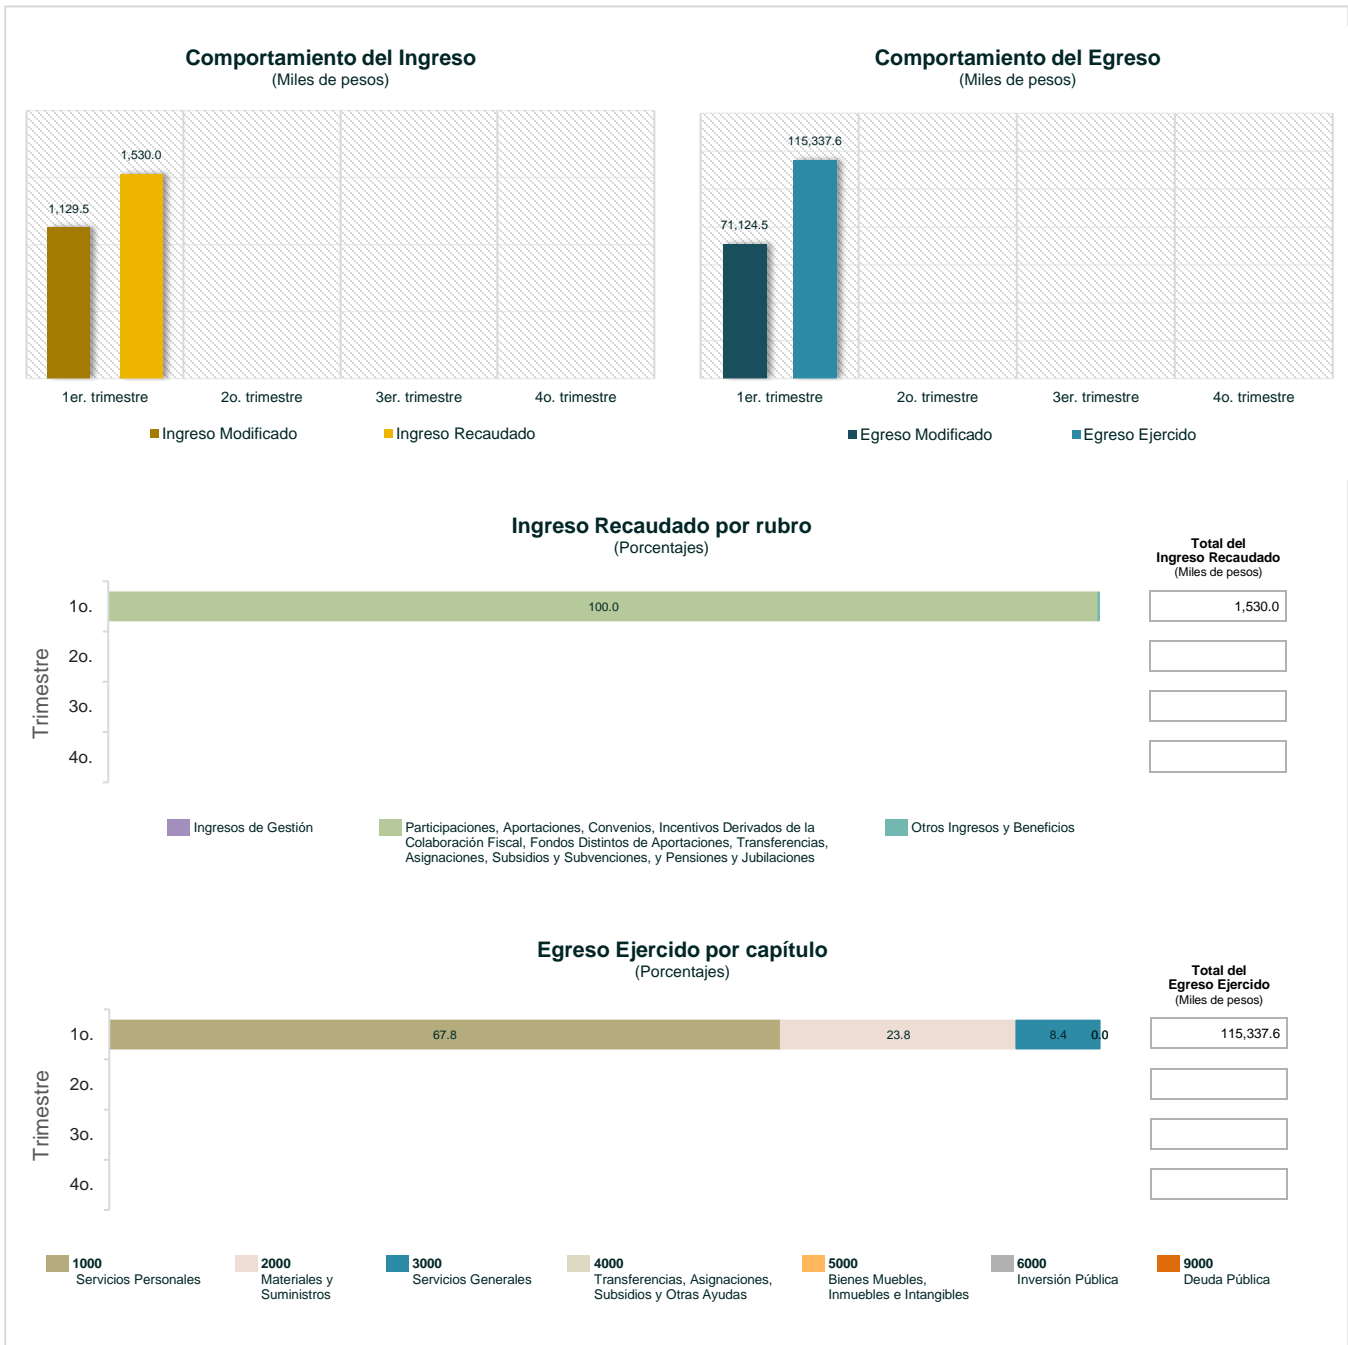 Comportamiento del Ingreso
(Miles de pesos)
1,530.0
1,129.5
1er. trimestre 2o. trimestre 3er. trimestre 4o. trimestre
Ingreso Modificado Ingreso Recaudado
Comportamiento del Egreso
(Miles de pesos)
115,337.6
71,124.5
1er. trimestre 2o. trimestre 3er. trimestre 4o. trimestre
Egreso Modificado Egreso Ejercido
Ingreso Recaudado por rubro
(Porcentajes)
Total del
Ingreso Recaudado
(Miles de pesos)
Trimestre
1o. 100.0 1,530.0
2o.
3o.
4o.
Ingresos de Gestión
Participaciones, Aportaciones, Convenios, Incentivos Derivados de la
Colaboración Fiscal, Fondos Distintos de Aportaciones, Transferencias,
Asignaciones, Subsidios y Subvenciones, y Pensiones y Jubilaciones
Otros Ingresos y Beneficios
Egreso Ejercido por capítulo
(Porcentajes)
Total del
Egreso Ejercido
(Miles de pesos)
Trimestre
1o. 67.8 23.8 8.4 0.0 115,337.6
2o.
3o.
4o.
1000
Servicios Personales
2000
Materiales y
Suministros
3000
Servicios Generales
4000
Transferencias, Asignaciones,
Subsidios y Otras Ayudas
5000
Bienes Muebles,
Inmuebles e Intangibles
6000
Inversión Pública
9000
Deuda Pública